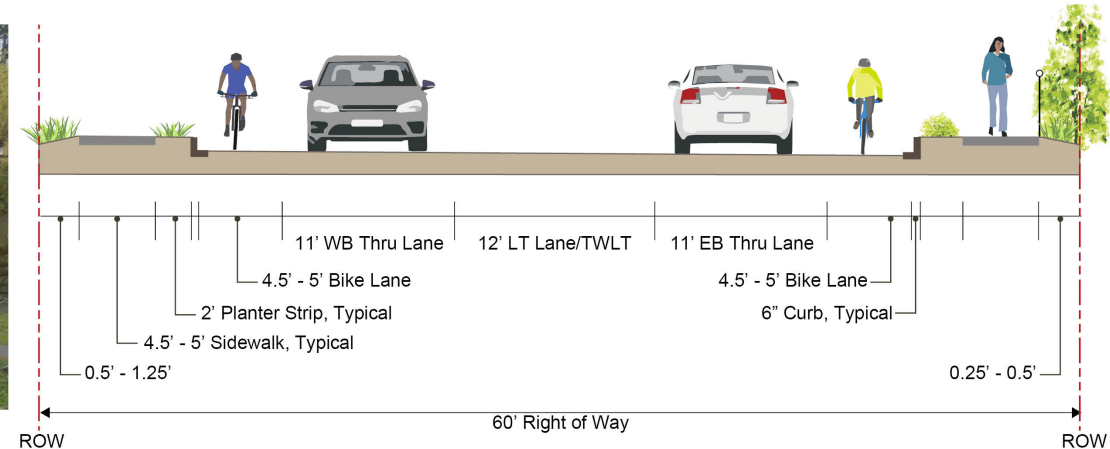 11’ WB Thru Lane
12’ LT Lane/TWLT
11’ EB Thru Lane
4.5’ - 5’ Bike Lane
4.5’ - 5’ Bike Lane
2’ Planter Strip, Typical
6” Curb, Typical
4.5’ - 5’ Sidewalk, Typical
0.5’ - 1.25’
0.25’ - 0.5’
60’ Right of Way
ROW
ROW